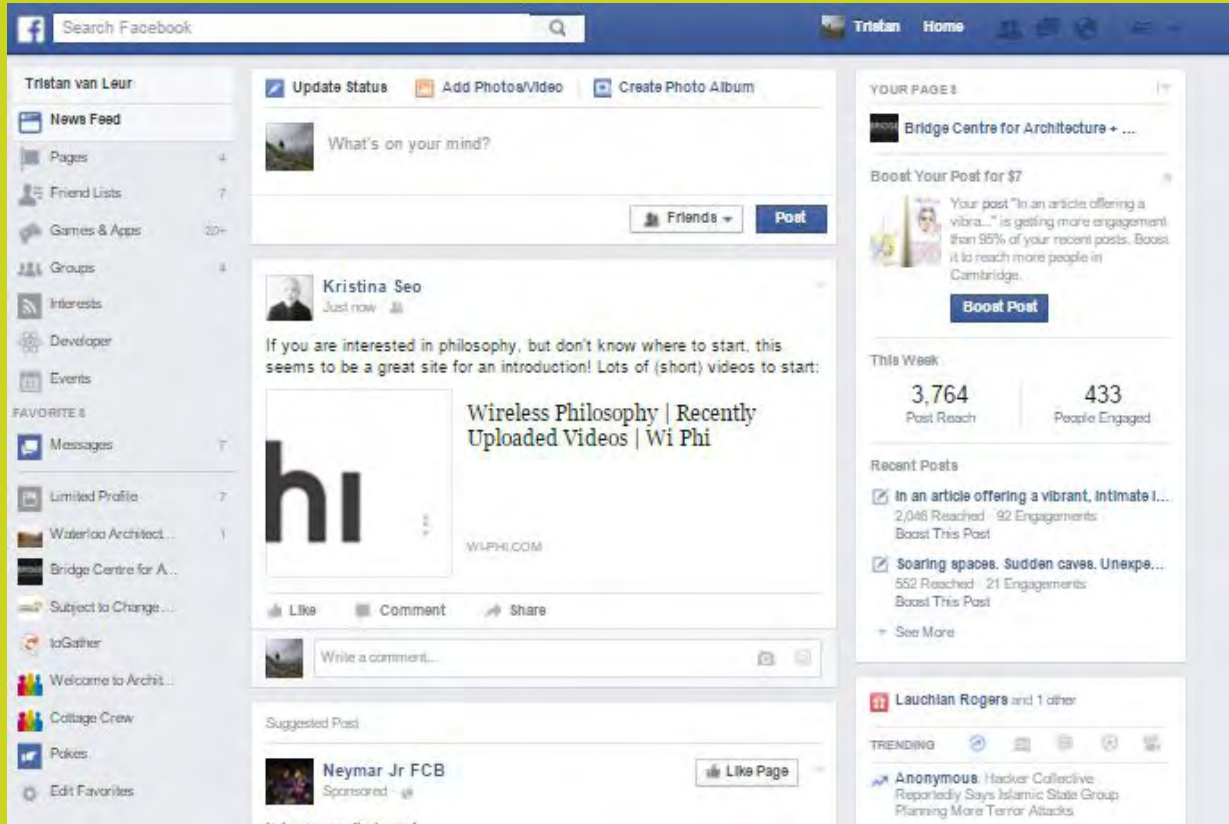 f
Search Facebook
Tristan
Home
Tristan van Leur
News Feed
Pages 4
Friend Lists 7
Games & Apps 20+
Groups 4
Interests
Developer
Events
FAVORITES
Messages 7
Limited Profile 7
Waterloo Architect... 1
Bridge Centre for A...
Subject to Change...
toGather
Welcome to Archit...
Cottage Crew
Pokes
Edit Favorites
Update Status Add Photos/Video Create Photo Album
What's on your mind?
Friends Post
Kristina Seo
Just now
If you are interested in philosophy, but don't know where to start, this
seems to be a great site for an introduction! Lots of (short) videos to start:
hi
Wireless Philosophy | Recently
Uploaded Videos | Wi Phi
WI-PHI.COM
Like Comment Share
Write a comment...
Suggested Post
Neymar Jr FCB
Sponsored
Like Page
YOUR PAGES
BRIDGE
Bridge Centre for Architecture + ...
Boost Your Post for $7
Your post "In an article offering a
vibra..." is getting more engagement
than 95% of your recent posts. Boost
it to reach more people in
Cambridge.
Boost Post
This Week
3,764 433
Post Reach People Engaged
Recent Posts
In an article offering a vibrant, intimate l...
2,046 Reached · 92 Engagements
Boost This Post
Soaring spaces. Sudden caves. Unexpe...
552 Reached · 21 Engagements
Boost This Post
See More
Lauchlan Rogers and 1 other
TRENDING
Anonymous: Hacker Collective
Reportedly Says Islamic State Group
Planning More Terror Attacks